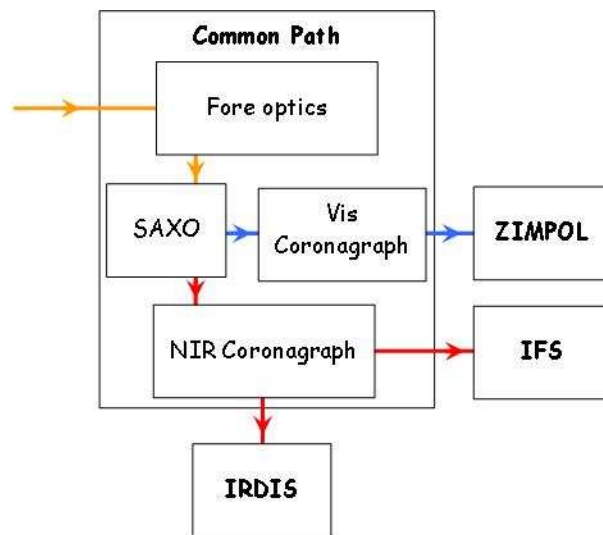 Common Path
Fore optics
SAXO
Vis
Coronagraph
ZIMPOL
NIR Coronagraph
IFS
IRDIS